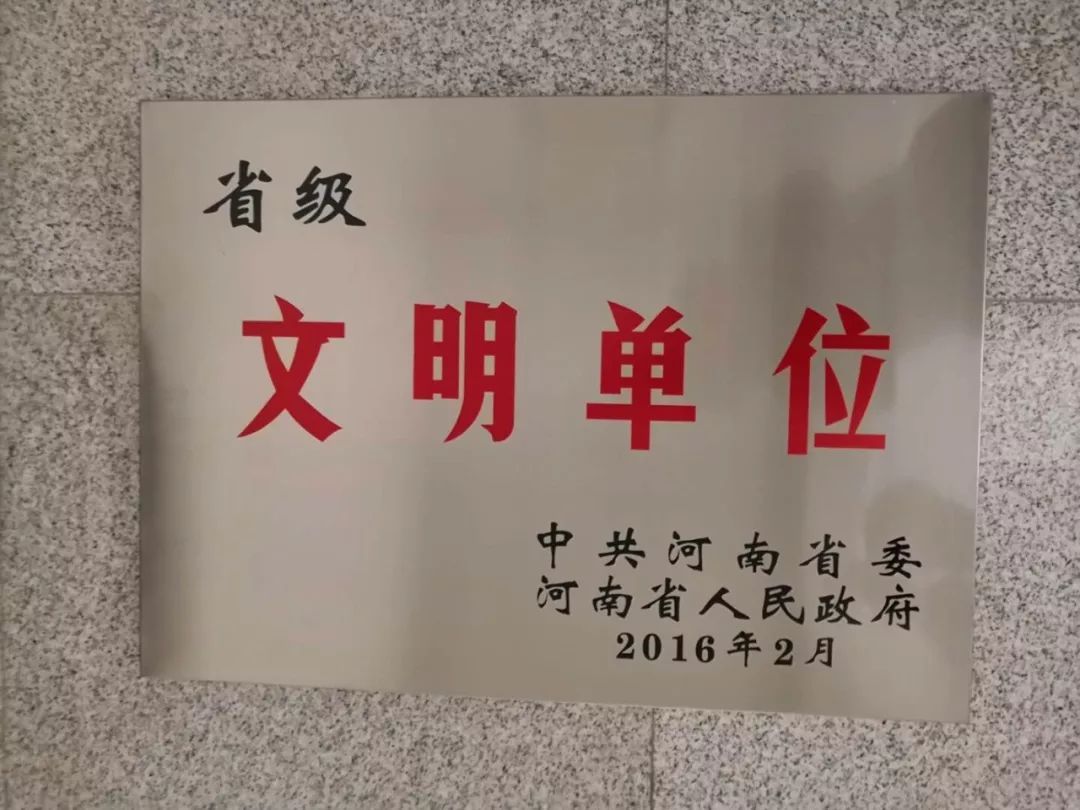 省级
文明单位
中共河南省委
河南省人民政府
2016年2月